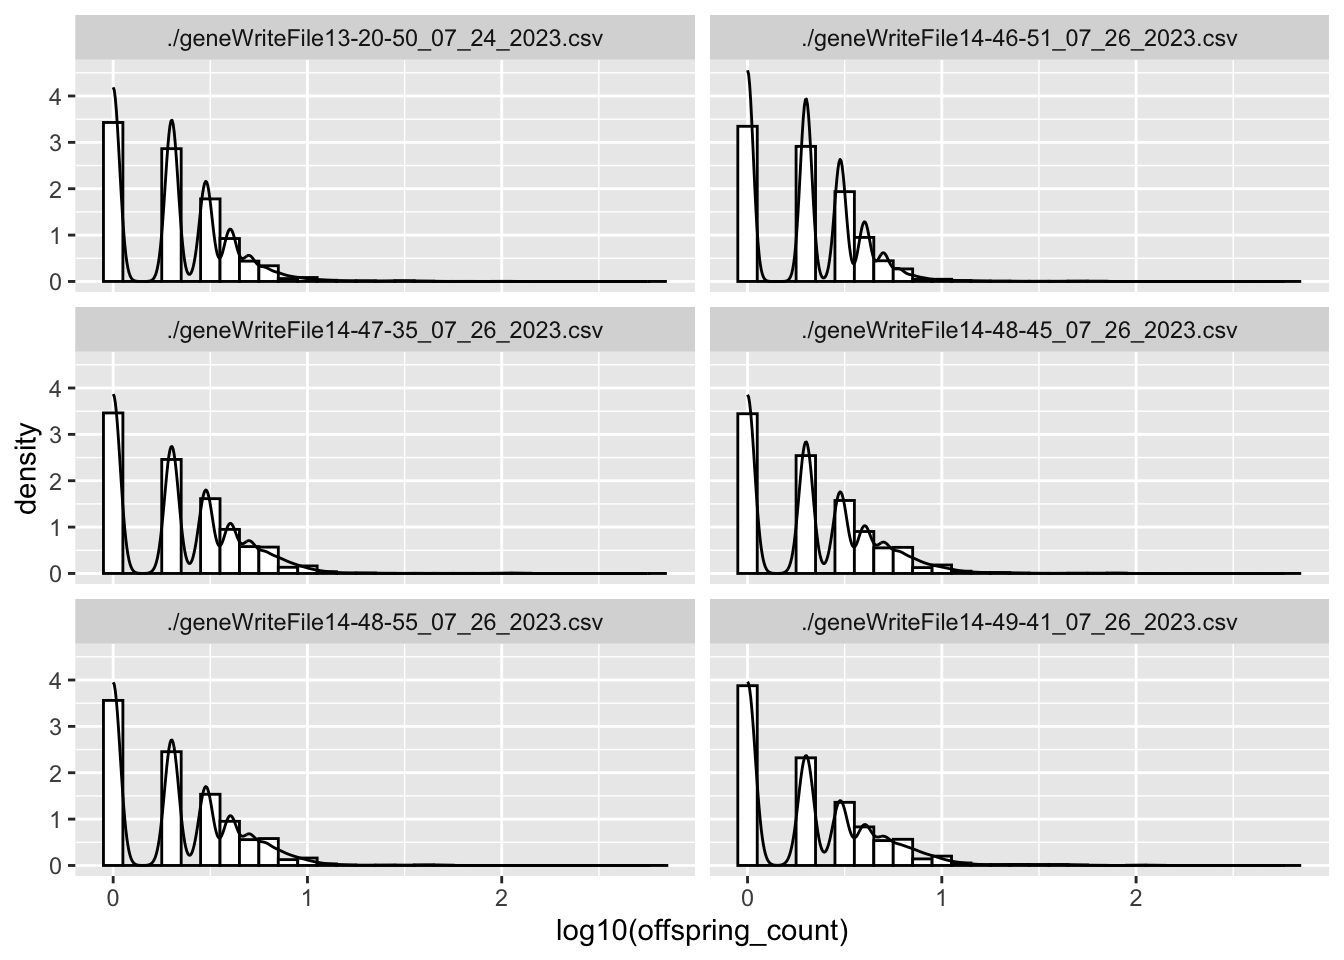 ./geneWriteFile13-20-50_07_24_2023.csv
./geneWriteFile14-46-51_07_26_2023.csv
4
3
2
1
0
./geneWriteFile14-47-35_07_26_2023.csv
./geneWriteFile14-48-45_07_26_2023.csv
4
3
2
1
0
density
./geneWriteFile14-48-55_07_26_2023.csv
./geneWriteFile14-49-41_07_26_2023.csv
4
3
2
1
0
0 1 2
0 1 2
log10(offspring_count)